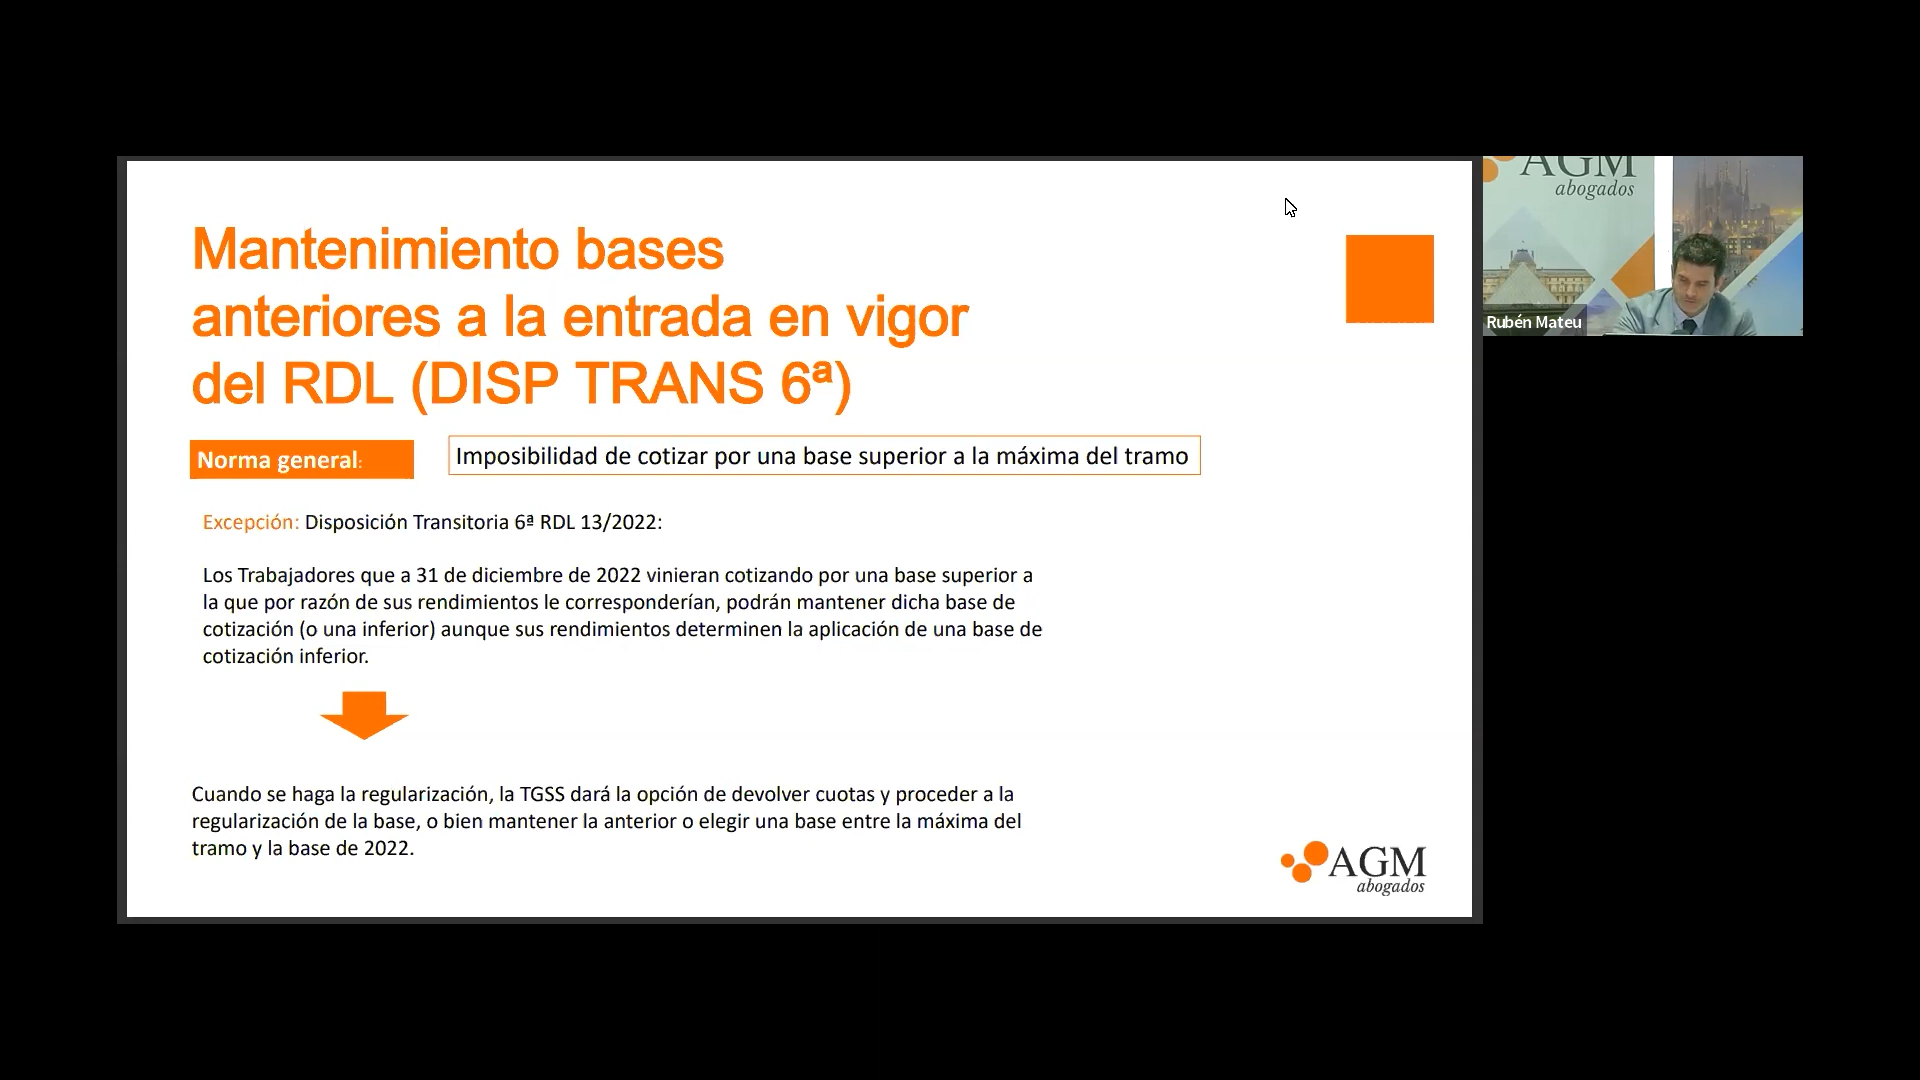 Mantenimiento bases
anteriores a la entrada en vigor
del RDL (DISP TRANS 6ª)
Norma general:
Imposibilidad de cotizar por una base superior a la máxima del tramo
Excepción: Disposición Transitoria 6ª RDL 13/2022:
Los Trabajadores que a 31 de diciembre de 2022 vinieran cotizando por una base superior a
la que por razón de sus rendimientos le corresponderían, podrán mantener dicha base de
cotización (o una inferior) aunque sus rendimientos determinen la aplicación de una base de
cotización inferior.
Cuando se haga la regularización, la TGSS dará la opción de devolver cuotas y proceder a la
regularización de la base, o bien mantener la anterior o elegir una base entre la máxima del
tramo y la base de 2022.
AGM
abogados
AGM
abogados
Rubén Mateu